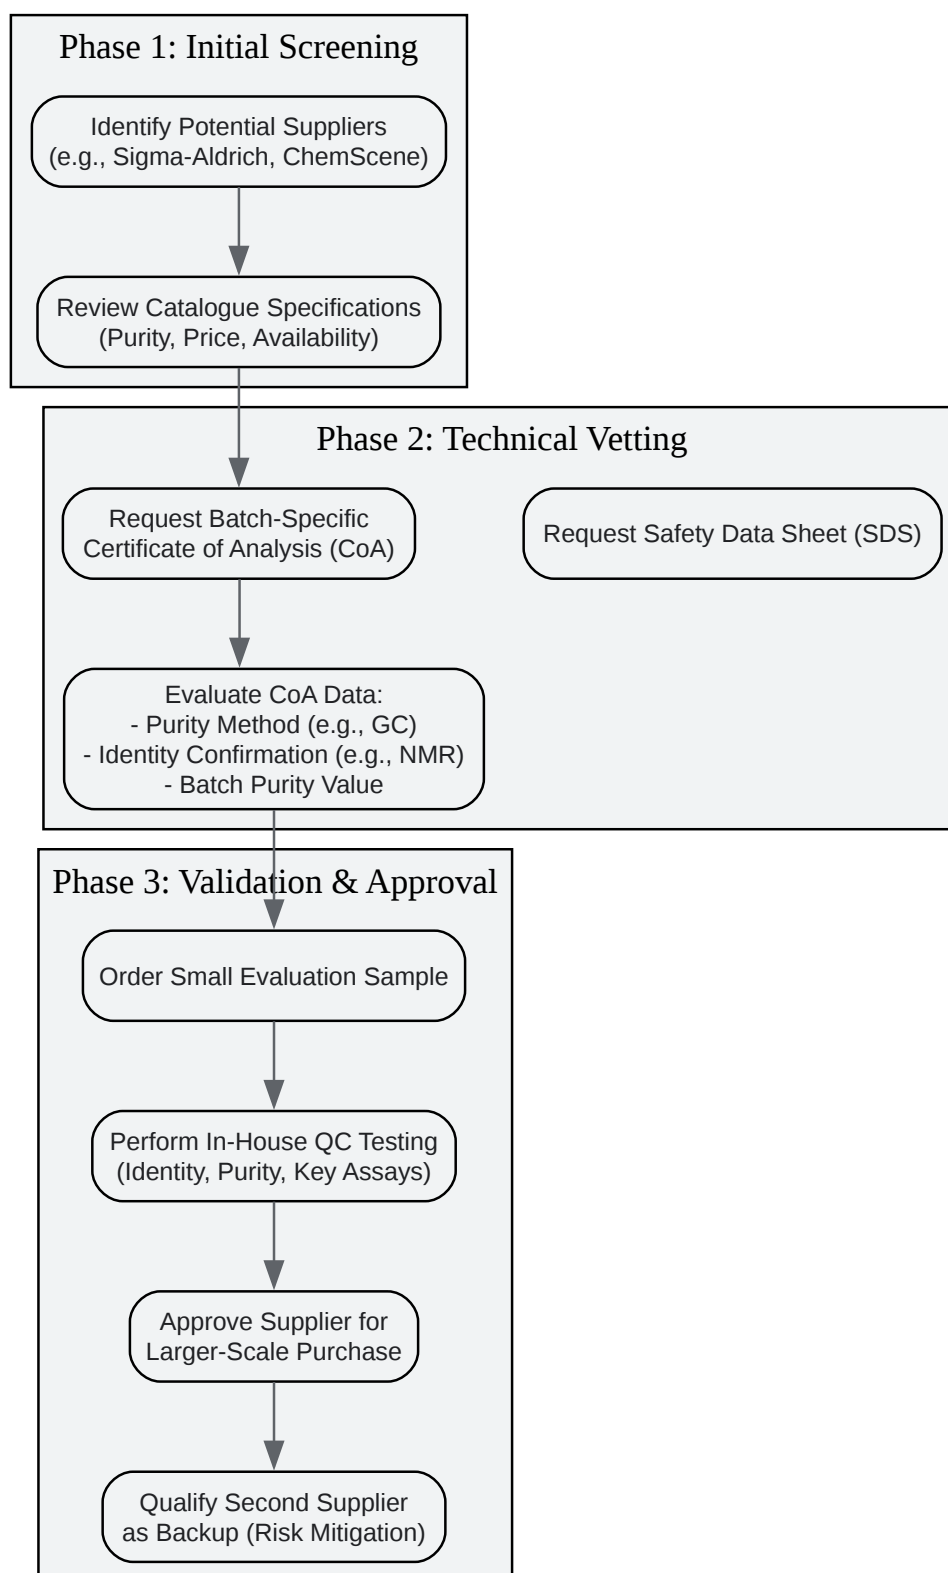 Phase 1: Initial Screening
Identify Potential Suppliers
(e.g., Sigma-Aldrich, ChemScene)
Review Catalogue Specifications
(Purity, Price, Availability)
Phase 2: Technical Vetting
Request Batch-Specific
Certificate of Analysis (CoA)
Request Safety Data Sheet (SDS)
Evaluate CoA Data:
- Purity Method (e.g., GC)
- Identity Confirmation (e.g., NMR)
- Batch Purity Value
Phase 3: Validation & Approval
Order Small Evaluation Sample
Perform In-House QC Testing
(Identity, Purity, Key Assays)
Approve Supplier for
Larger-Scale Purchase
Qualify Second Supplier
as Backup (Risk Mitigation)